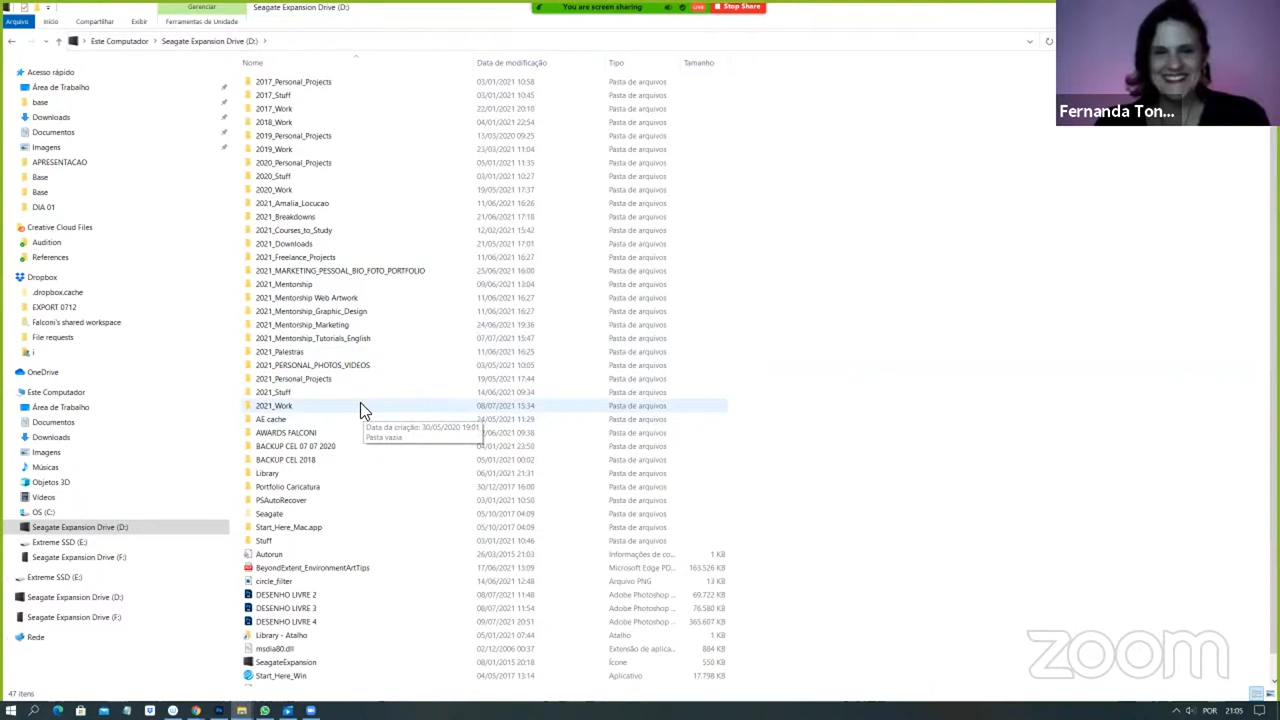 Gerenciar
Seagate Expansion Drive (D:)
You are screen sharing
LIVE
Stop Share
Arquivo
Início
Compartilhar
Exibir
Ferramentas de Unidade
Este Computador
Seagate Expansion Drive (D:)
Fernanda Ton...
Nome
Data de modificação
Tipo
Tamanho
Acesso rápido
Área de Trabalho
base
Downloads
Documentos
Imagens
APRESENTACAO
Base
Base
DIA 01
Creative Cloud Files
Audition
References
Dropbox
.dropbox.cache
EXPORT 0712
Falconi's shared workspace
File requests
i
OneDrive
Este Computador
Área de Trabalho
Documentos
Downloads
Imagens
Músicas
Objetos 3D
Vídeos
OS (C:)
Seagate Expansion Drive (D:)
Extreme SSD (E:)
Seagate Expansion Drive (F:)
Extreme SSD (E:)
Seagate Expansion Drive (D:)
Seagate Expansion Drive (F:)
Rede
2017_Personal_Projects 03/01/2021 10:58 Pasta de arquivos
2017_Stuff 03/01/2021 10:45 Pasta de arquivos
2017_Work 22/01/2021 20:10 Pasta de arquivos
2018_Work 04/01/2021 22:54 Pasta de arquivos
2019_Personal_Projects 13/03/2020 09:25 Pasta de arquivos
2019_Work 23/03/2021 11:04 Pasta de arquivos
2020_Personal_Projects 05/01/2021 11:35 Pasta de arquivos
2020_Stuff 03/01/2021 10:27 Pasta de arquivos
2020_Work 19/05/2021 17:37 Pasta de arquivos
2021_Amalia_Locucao 11/06/2021 16:26 Pasta de arquivos
2021_Breakdowns 21/06/2021 17:18 Pasta de arquivos
2021_Courses_to_Study 12/02/2021 15:42 Pasta de arquivos
2021_Downloads 21/05/2021 17:01 Pasta de arquivos
2021_Freelance_Projects 11/06/2021 16:27 Pasta de arquivos
2021_MARKETING_PESSOAL_BIO_FOTO_PORTFOLIO 25/06/2021 16:00 Pasta de arquivos
2021_Mentorship 09/06/2021 13:04 Pasta de arquivos
2021_Mentorship Web Artwork 11/06/2021 16:27 Pasta de arquivos
2021_Mentorship_Graphic_Design 11/06/2021 16:27 Pasta de arquivos
2021_Mentorship_Marketing 24/06/2021 19:36 Pasta de arquivos
2021_Mentorship_Tutorials_English 07/07/2021 15:47 Pasta de arquivos
2021_Palestras 11/06/2021 16:25 Pasta de arquivos
2021_PERSONAL_PHOTOS_VIDEOS 03/05/2021 10:05 Pasta de arquivos
2021_Personal_Projects 19/05/2021 17:44 Pasta de arquivos
2021_Stuff 14/06/2021 09:34 Pasta de arquivos
2021_Work 08/07/2021 15:34 Pasta de arquivos
AE cache 24/05/2021 11:29 Pasta de arquivos
Data da criação: 30/05/2020 19:01
Pasta vazia
AWARDS FALCONI /06/2021 09:38 Pasta de arquivos
BACKUP CEL 07 07 2020 04/01/2021 23:50 Pasta de arquivos
BACKUP CEL 2018 05/01/2021 00:02 Pasta de arquivos
Library 06/01/2021 21:31 Pasta de arquivos
Portfolio Caricatura 30/12/2017 16:00 Pasta de arquivos
PSAutoRecover 03/01/2021 10:50 Pasta de arquivos
Seagate 05/10/2017 04:09 Pasta de arquivos
Start_Here_Mac.app 05/10/2017 04:09 Pasta de arquivos
Stuff 03/01/2021 10:46 Pasta de arquivos
Autorun 26/03/2015 21:03 Informações de co... 1 KB
BeyondExtent_EnvironmentArtTips 17/06/2021 13:09 Microsoft Edge PD... 163.526 KB
circle_filter 14/06/2021 12:48 Arquivo PNG 13 KB
DESENHO LIVRE 2 08/07/2021 11:48 Adobe Photoshop ... 69.722 KB
DESENHO LIVRE 3 08/07/2021 11:54 Adobe Photoshop ... 76.580 KB
DESENHO LIVRE 4 09/07/2021 20:51 Adobe Photoshop ... 365.607 KB
Library - Atalho 05/01/2021 07:44 Atalho 1 KB
msdia80.dll 02/12/2006 00:37 Extensão de aplica... 884 KB
SeagateExpansion 08/01/2015 20:18 Ícone 550 KB
Start_Here_Win 04/05/2017 13:14 Aplicativo 17.798 KB
zoom
47 itens
POR
21:05